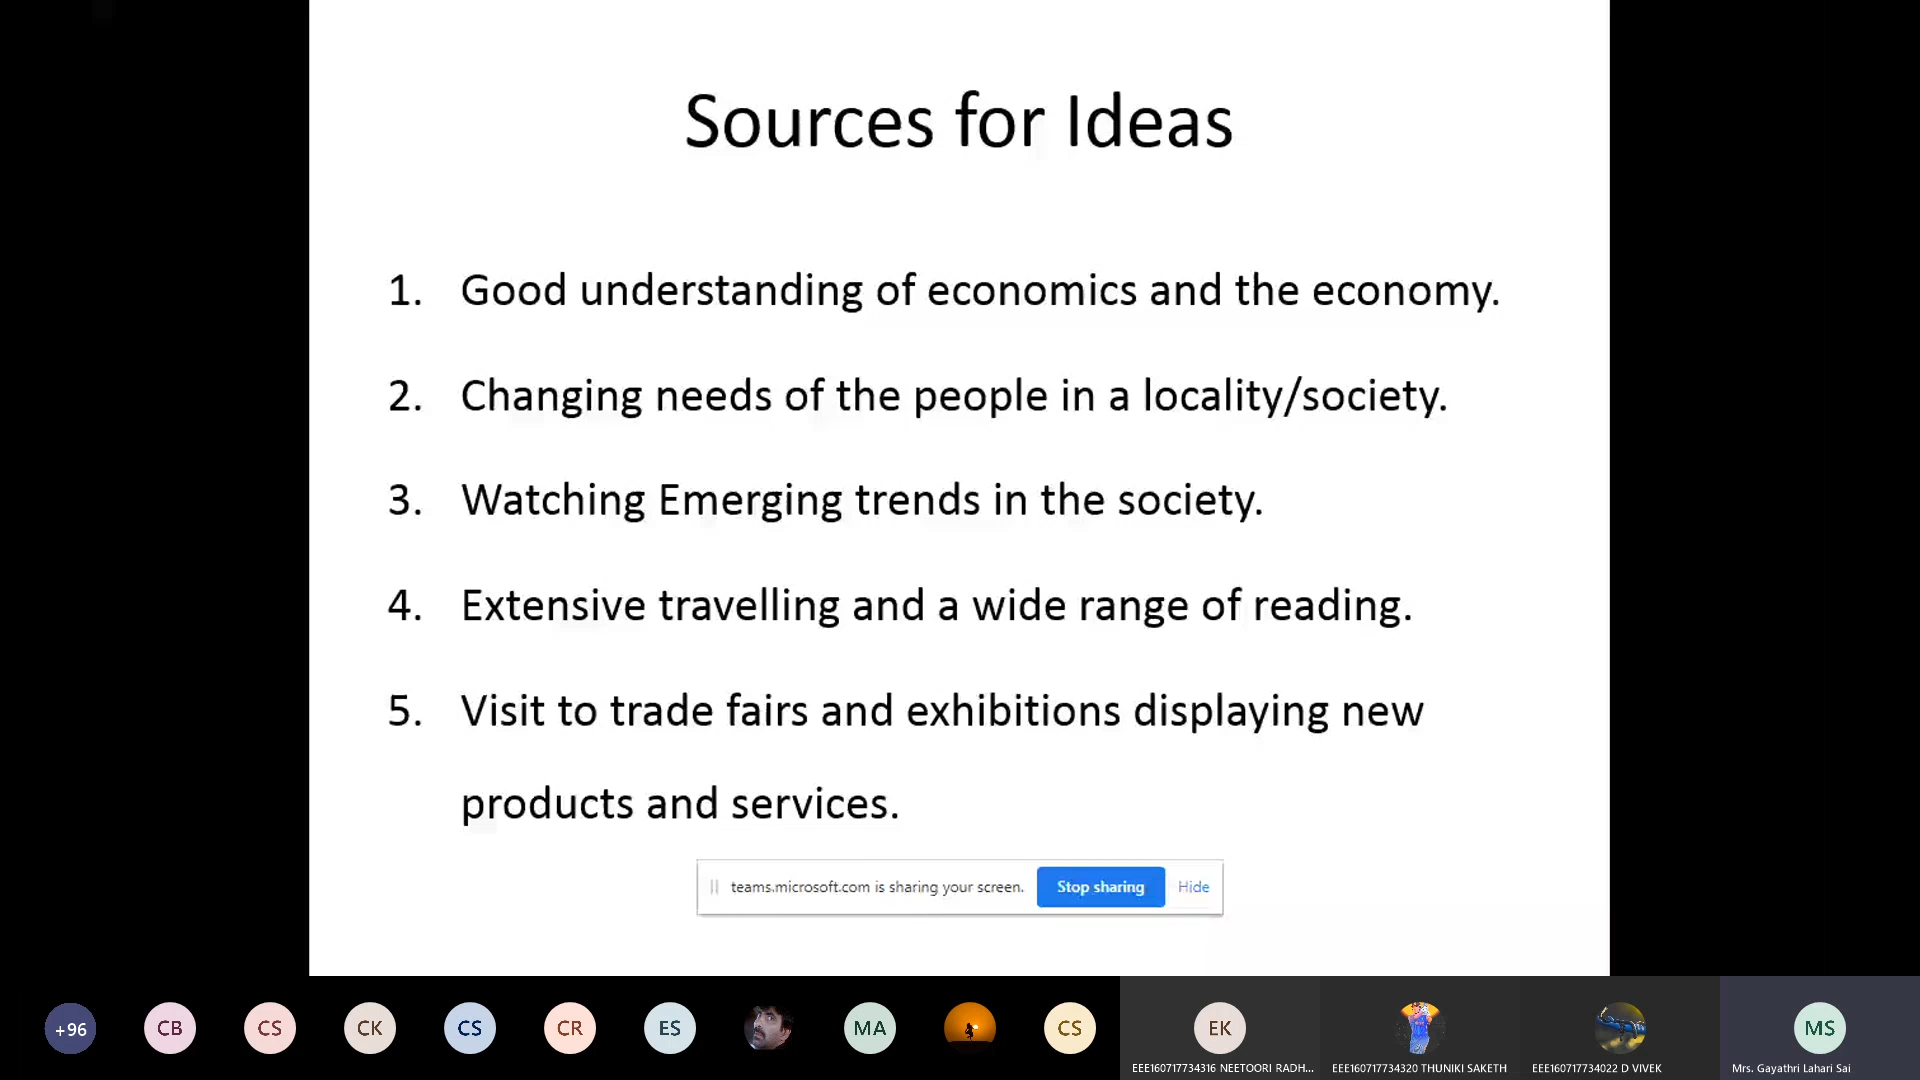 Sources for Ideas
1. Good understanding of economics and the economy.
2. Changing needs of the people in a locality/society.
3. Watching Emerging trends in the society.
4. Extensive travelling and a wide range of reading.
5. Visit to trade fairs and exhibitions displaying new
products and services.
teams.microsoft.com is sharing your screen. Stop sharing Hide
+96 CB CS CK CS CR ES MA CS EK MS
EEE160717734316 NEETOORI RADH... EEE160717734320 THUNIKI SAKETH EEE160717734022 D VIVEK Mrs. Gayathri Lahari Sai